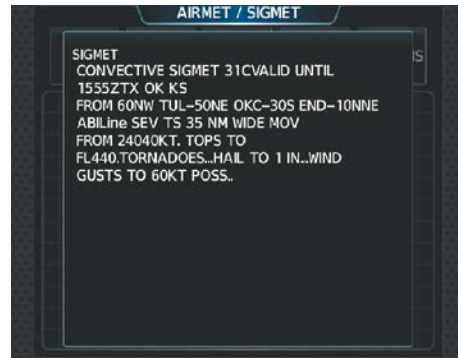 AIRMET / SIGMET
SIGMET
CONVECTIVE SIGMET 31CVALID UNTIL
1555ZTX OK KS
FROM 60NW TUL-50NE OKC-30S END-10NNE
ABILine SEV TS 35 NM WIDE MOV
FROM 24040KT. TOPS TO
FL440.TORNADOES...HAIL TO 1 IN..WIND
GUSTS TO 60KT POSS..